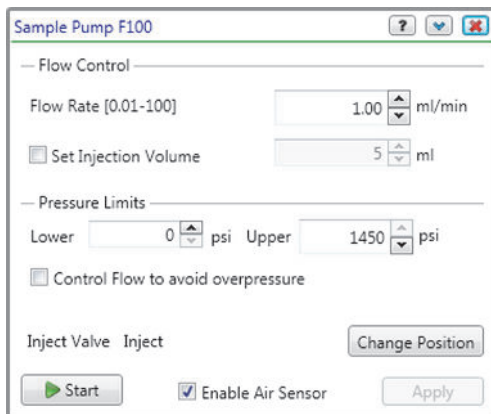 Sample Pump F100 ?
Flow Control
Flow Rate [0.01-100] 1.00 ml/min
Set Injection Volume 5 ml
Pressure Limits
Lower 0 psi Upper 1450 psi
Control Flow to avoid overpressure
Inject Valve Inject Change Position
Start Enable Air Sensor Apply